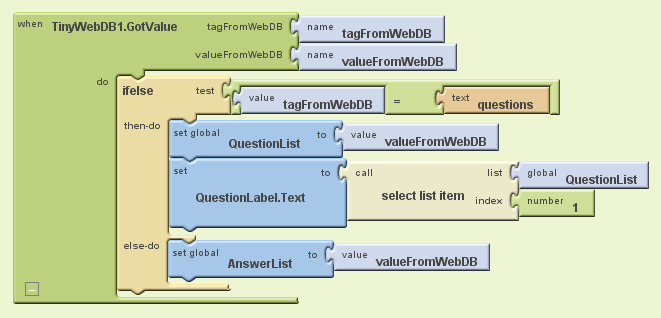 when TinyWebDB1.GotValue tagFromWebDB name tagFromWebDB
valueFromWebDB name valueFromWebDB
do ifelse test value tagFromWebDB = text questions
then-do set global QuestionList to value valueFromWebDB
set QuestionLabel.Text to call select list item list global QuestionList
index number 1
else-do set global AnswerList to value valueFromWebDB